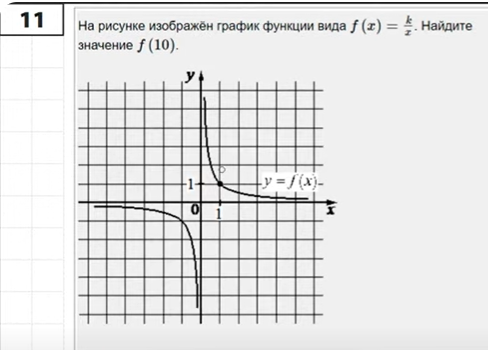 11
На рисунке изображён график функции вида f (x) = k/x. Найдите
значение f (10).
y
1
y = f(x)
0
1
x